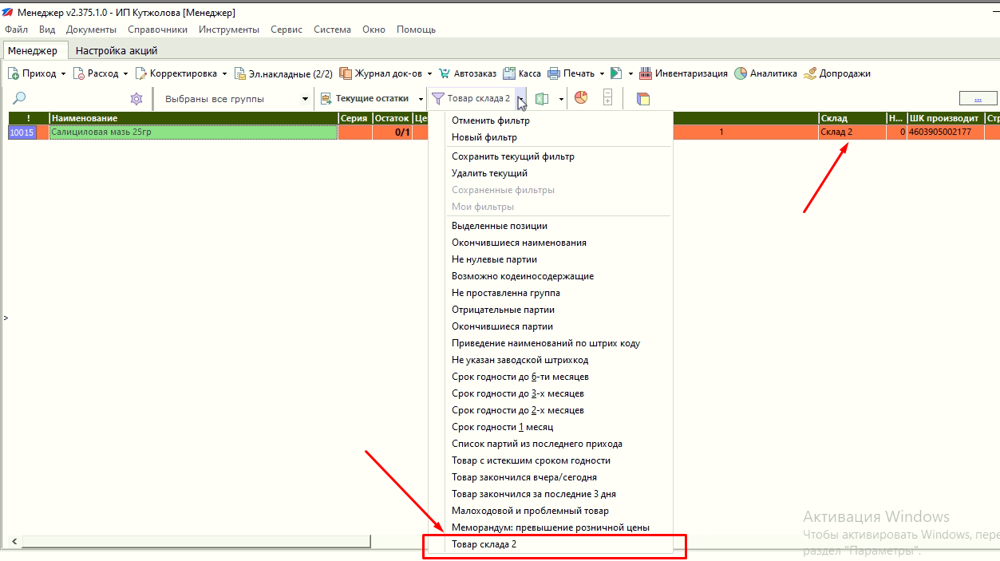 Менеджер v2.375.1.0 - ИП Кутжолова [Менеджер]
Файл Вид Документы Справочники Инструменты Сервис Система Окно Помощь
Менеджер Настройка акций
Приход Расход Корректировка Эл.накладные (2/2) Журнал док-ов Автозаказ Касса Печать Инвентаризация Аналитика Допродажи
Выбраны все группы Текущие остатки Товар склада 2 ...
! Наименование Серия Остаток Це Склад Н... ШК производит Стр
10015 Салициловая мазь 25гр 0/1 1 Склад 2 0 4603905002177
Отменить фильтр
Новый фильтр
Сохранить текущий фильтр
Удалить текущий
Сохраненные фильтры
Мои фильтры
Выделенные позиции
Окончившиеся наименования
Не нулевые партии
Возможно кодеиносодержащие
Не проставленна группа
Отрицательные партии
Окончившиеся партии
Приведение наименований по штрих коду
Не указан заводской штрихкод
Срок годности до 6-ти месяцев
Срок годности до 3-х месяцев
Срок годности до 2-х месяцев
Срок годности 1 месяц
Список партий из последнего прихода
Товар с истекшим сроком годности
Товар закончился вчера/сегодня
Товар закончился за последние 3 дня
Малоходовой и проблемный товар
Меморандум: превышение розничной цены
Товар склада 2
>
<
Активация Windows
Чтобы активировать Windows, пере
раздел "Параметры".